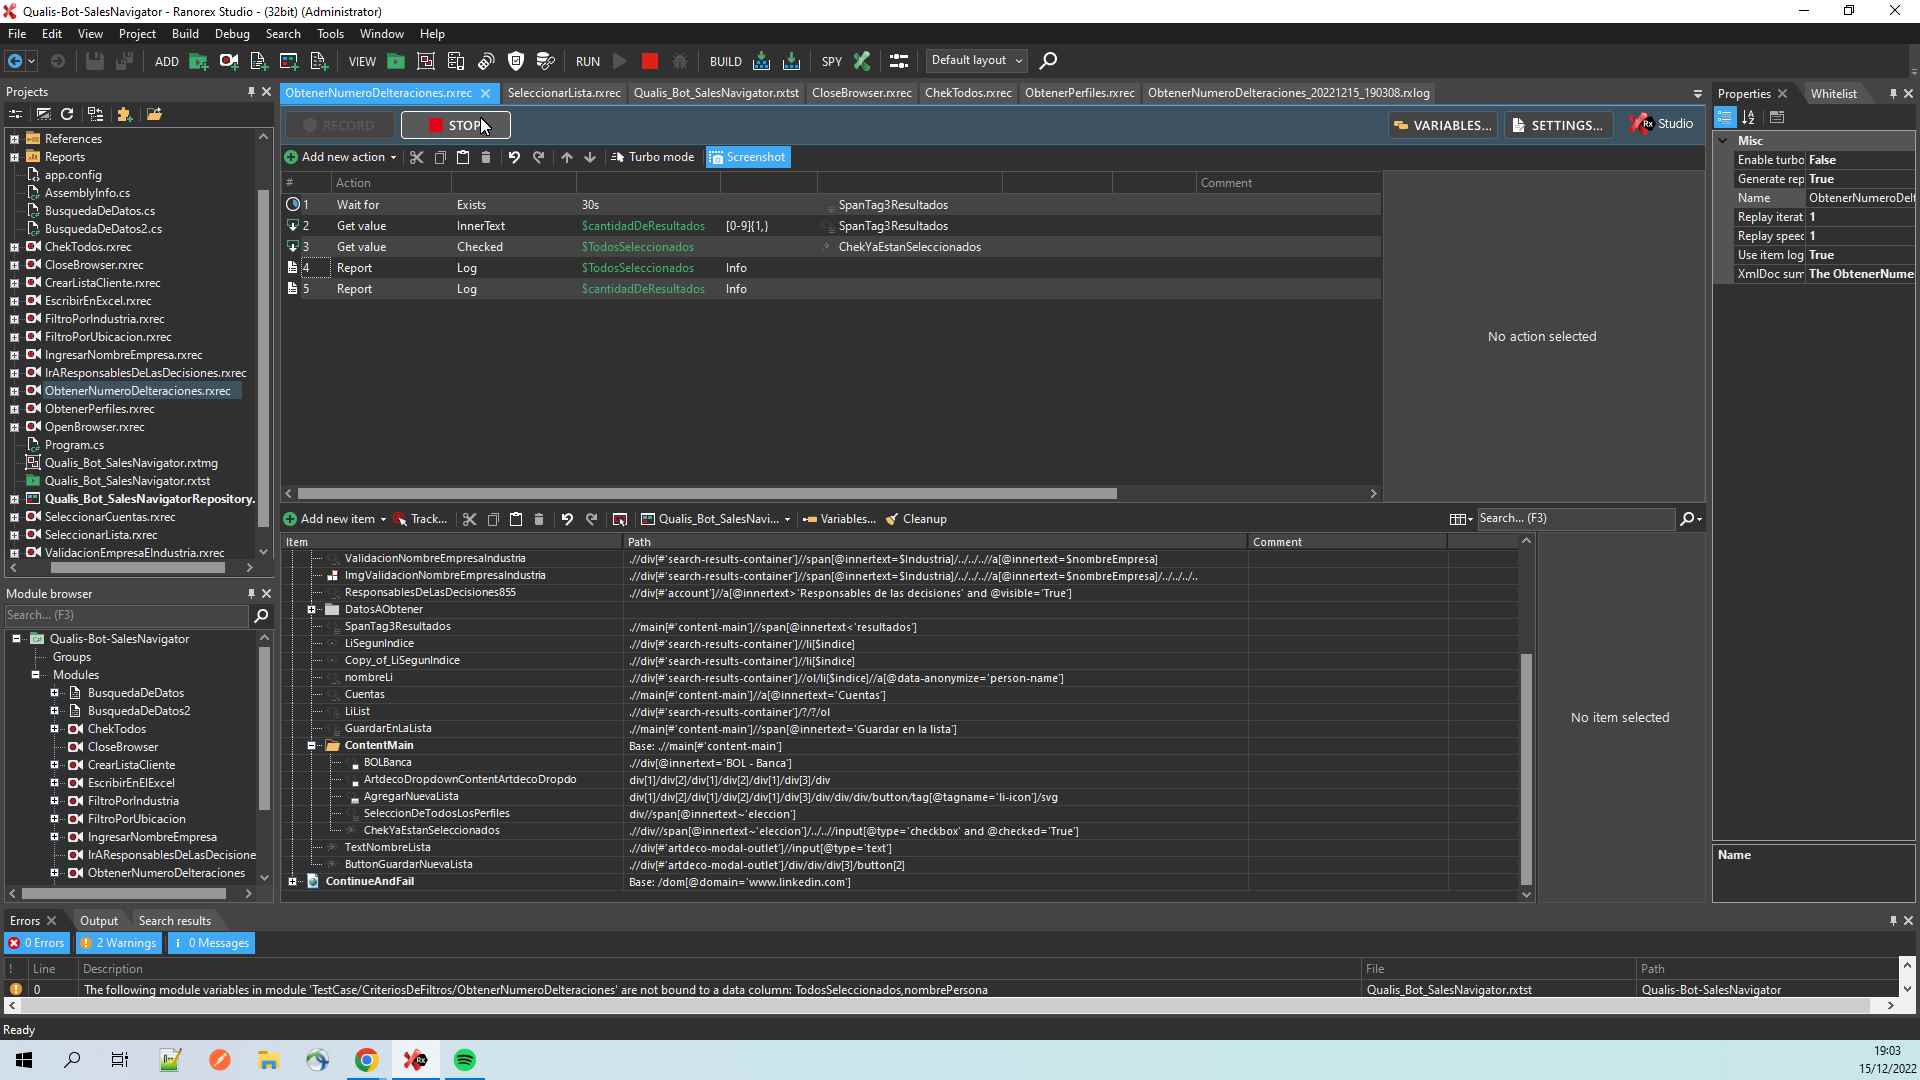 Qualis-Bot-SalesNavigator - Ranorex Studio - (32bit) (Administrator)
File Edit View Project Build Debug Search Tools Window Help
ADD VIEW RUN BUILD SPY Default layout
Projects
References
Reports
app.config
AssemblyInfo.cs
BusquedaDeDatos.cs
BusquedaDeDatos2.cs
ChekTodos.rxrec
CloseBrowser.rxrec
CrearListaCliente.rxrec
EscribirEnExcel.rxrec
FiltroPorIndustria.rxrec
FiltroPorUbicacion.rxrec
IngresarNombreEmpresa.rxrec
IrAResponsablesDeLasDecisiones.rxrec
ObtenerNumeroDeIteraciones.rxrec
ObtenerPerfiles.rxrec
OpenBrowser.rxrec
Program.cs
Qualis_Bot_SalesNavigator.rxtmg
Qualis_Bot_SalesNavigator.rxtst
Qualis_Bot_SalesNavigatorRepository.
SeleccionarCuentas.rxrec
SeleccionarLista.rxrec
ValidacionEmpresaEIndustria.rxrec
Module browser
Search... (F3)
Qualis-Bot-SalesNavigator
Groups
Modules
BusquedaDeDatos
BusquedaDeDatos2
ChekTodos
CloseBrowser
CrearListaCliente
EscribirEnElExcel
FiltroPorIndustria
FiltroPorUbicacion
IngresarNombreEmpresa
IrAResponsablesDeLasDecisione
ObtenerNumeroDeIteraciones
ObtenerNumeroDeIteraciones.rxrec SeleccionarLista.rxrec Qualis_Bot_SalesNavigator.rxtst CloseBrowser.rxrec ChekTodos.rxrec ObtenerPerfiles.rxrec ObtenerNumeroDeIteraciones_20221215_190308.rxlog
RECORD STOP VARIABLES... SETTINGS... Rx Studio
Add new action Turbo mode Screenshot
# Action Comment
1 Wait for Exists 30s SpanTag3Resultados
2 Get value InnerText $cantidadDeResultados [0-9]{1,} SpanTag3Resultados
3 Get value Checked $TodosSeleccionados ChekYaEstanSeleccionados
4 Report Log $TodosSeleccionados Info
5 Report Log $cantidadDeResultados Info
No action selected
Add new item Track... Qualis_Bot_SalesNavi... Variables... Cleanup Search... (F3)
Item Path Comment
ValidacionNombreEmpresaIndustria .//div[#'search-results-container']//span[@innertext=$Industria]/../../..//a[@innertext=$nombreEmpresa]
ImgValidacionNombreEmpresaIndustria .//div[#'search-results-container']//span[@innertext=$Industria]/../../..//a[@innertext=$nombreEmpresa]/../../../..
ResponsablesDeLasDecisiones855 .//div[#'account']//a[@innertext>'Responsables de las decisiones' and @visible='True']
DatosAObtener
SpanTag3Resultados .//main[#'content-main']//span[@innertext<'resultados']
LiSegunIndice .//div[#'search-results-container']//li[$indice]
Copy_of_LiSegunIndice .//div[#'search-results-container']//li[$indice]
nombreLi .//div[#'search-results-container']//ol/li[$indice]//a[@data-anonymize='person-name']
Cuentas .//main[#'content-main']//a[@innertext='Cuentas']
LiList .//div[#'search-results-container']/?/?/ol
GuardarEnLaLista .//main[#'content-main']//span[@innertext='Guardar en la lista']
ContentMain Base: .//main[#'content-main']
BOLBanca .//div[@innertext='BOL - Banca']
ArtdecoDropdownContentArtdecoDropdo div[1]/div[2]/div[1]/div[2]/div[1]/div[3]/div
AgregarNuevaLista div[1]/div[2]/div[1]/div[2]/div[1]/div[3]/div/div/div/button/tag[@tagname='li-icon']/svg
SeleccionDeTodosLosPerfiles div//span[@innertext~'eleccion']
ChekYaEstanSeleccionados .//div//span[@innertext~'eleccion']/../..//input[@type='checkbox' and @checked='True']
TextNombreLista .//div[#'artdeco-modal-outlet']//input[@type='text']
ButtonGuardarNuevaLista .//div[#'artdeco-modal-outlet']/div/div/div[3]/button[2]
ContinueAndFail Base: /dom[@domain='www.linkedin.com']
No item selected
Properties Whitelist
Misc
Enable turbo False
Generate rep True
Name ObtenerNumeroDeIt
Replay iterat 1
Replay speec 1
Use item log True
XmlDoc sum The ObtenerNume
Name
Errors Output Search results
0 Errors 2 Warnings 0 Messages
! Line Description File Path
0 The following module variables in module 'TestCase/CriteriosDeFiltros/ObtenerNumeroDeIteraciones' are not bound to a data column: TodosSeleccionados,nombrePersona Qualis_Bot_SalesNavigator.rxtst Qualis-Bot-SalesNavigator
Ready
19:03
15/12/2022